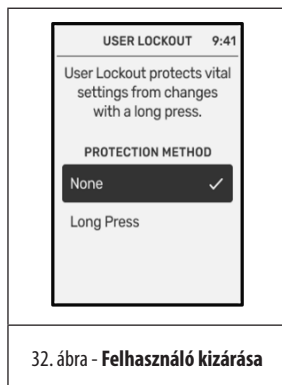 USER LOCKOUT 9:41
User Lockout protects vital
settings from changes
with a long press.
PROTECTION METHOD
None ✓
Long Press
32. ábra - Felhasználó kizárása